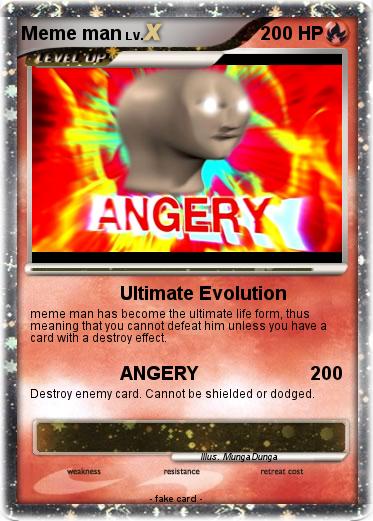 Meme man LV.X 200 HP
LEVEL-UP
ANGERY
Ultimate Evolution
meme man has become the ultimate life form, thus
meaning that you cannot defeat him unless you have a
card with a destroy effect.
ANGERY 200
Destroy enemy card. Cannot be shielded or dodged.
Illus. MungaDunga
weakness resistance retreat cost
- fake card -